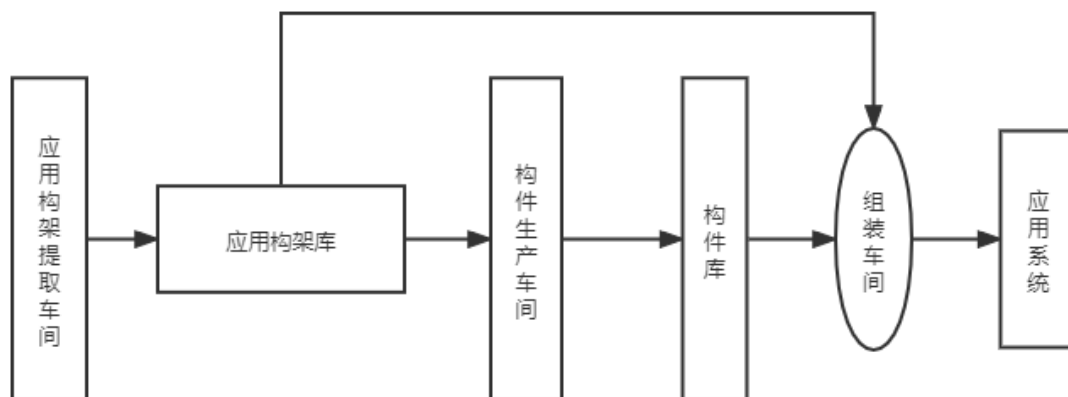 应用构架提取车间
应用构架库
构件生产车间
构件库
组装车间
应用系统